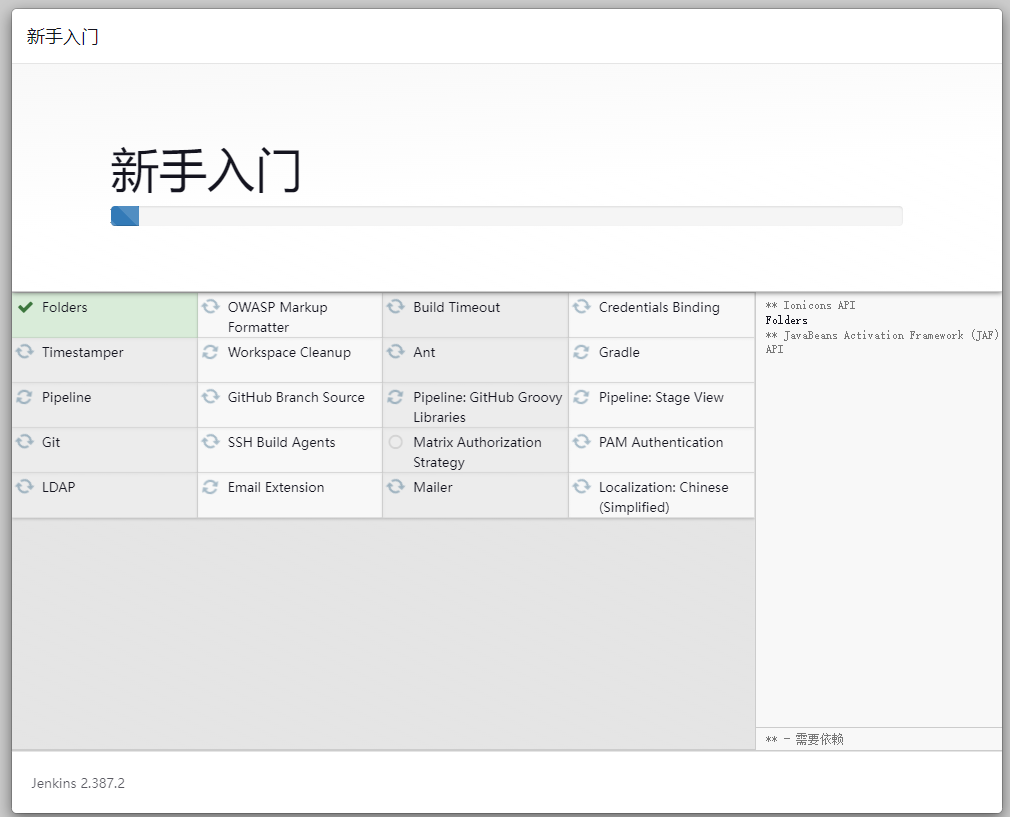 新手入门
新手入门
Folders
OWASP Markup
Formatter
Build Timeout
Credentials Binding
Timestamper
Workspace Cleanup
Ant
Gradle
Pipeline
GitHub Branch Source
Pipeline: GitHub Groovy
Libraries
Pipeline: Stage View
Git
SSH Build Agents
Matrix Authorization
Strategy
PAM Authentication
LDAP
Email Extension
Mailer
Localization: Chinese
(Simplified)
** Ionicons API
Folders
** JavaBeans Activation Framework (JAF)
API
** - 需要依赖
Jenkins 2.387.2